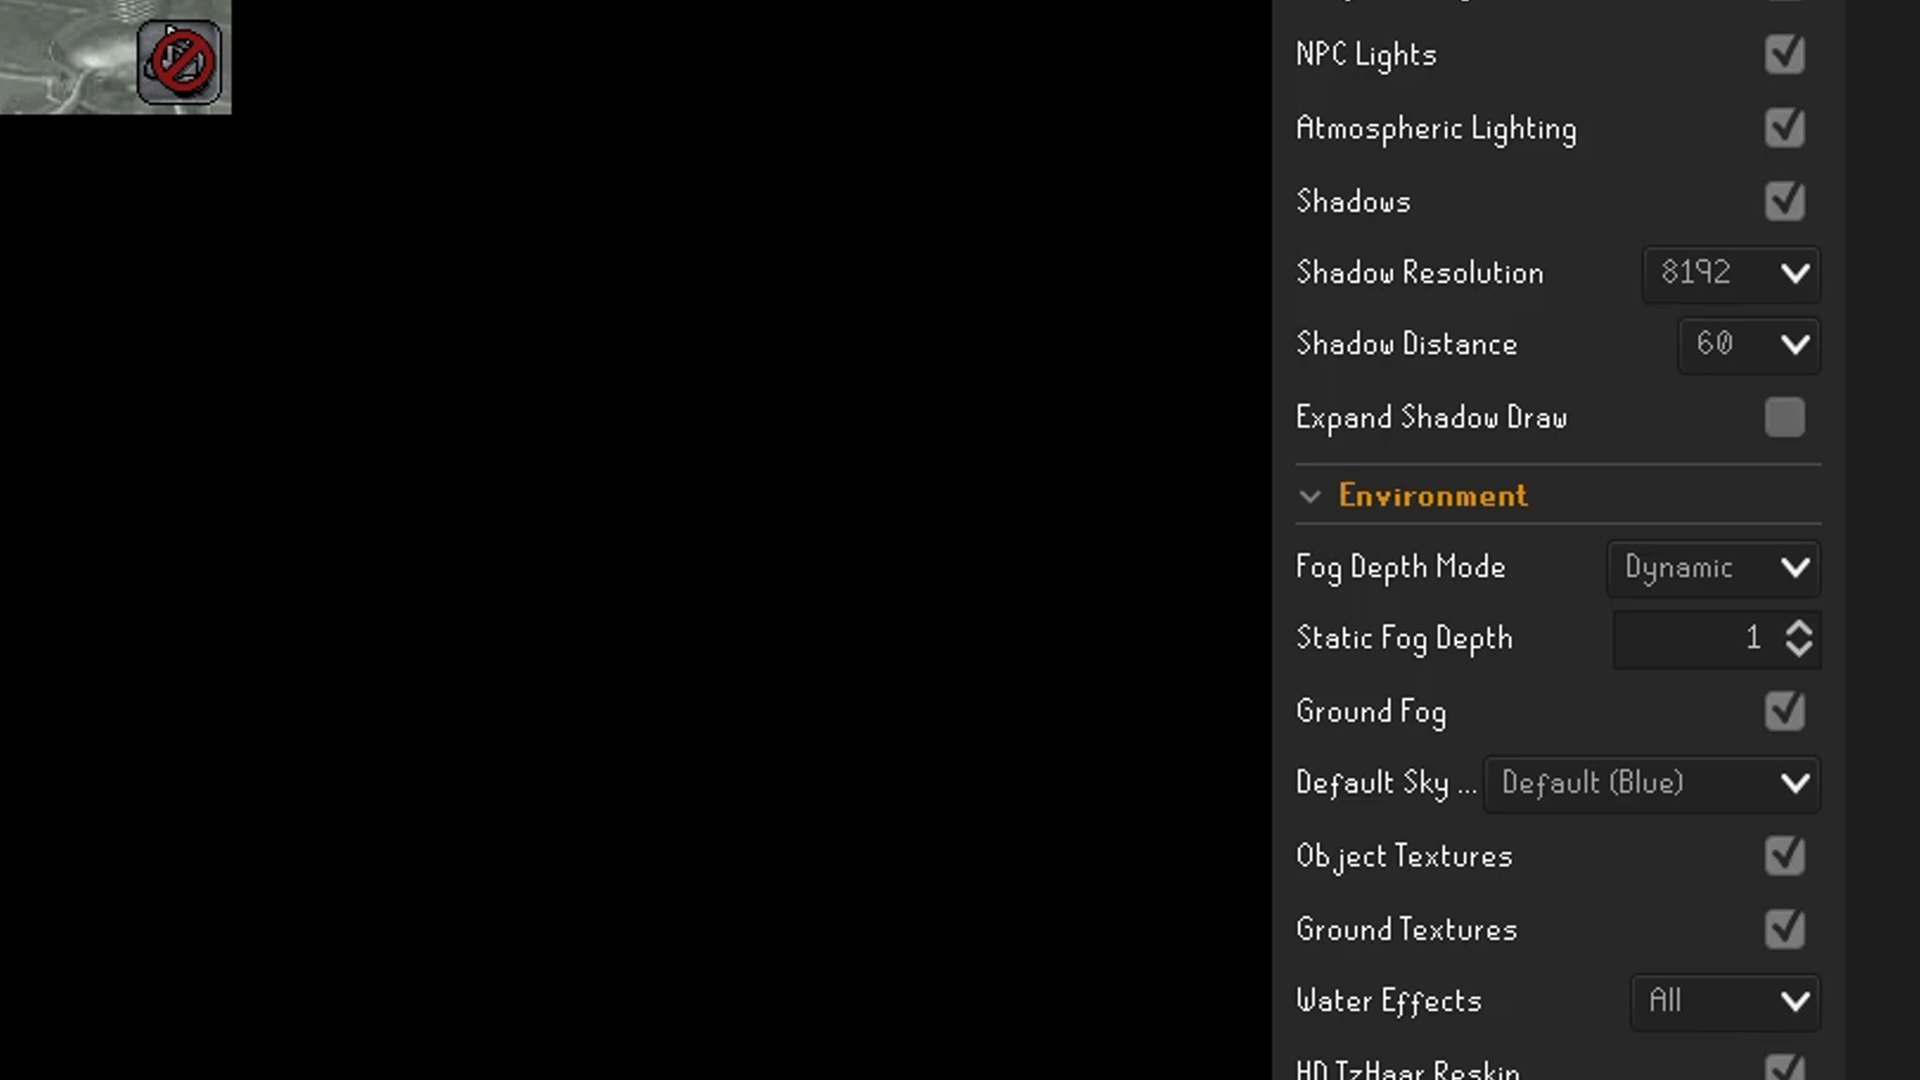 NPC Lights
Atmospheric Lighting
Shadows
Shadow Resolution 8192
Shadow Distance 60
Expand Shadow Draw
Environment
Fog Depth Mode Dynamic
Static Fog Depth 1
Ground Fog
Default Sky ... Default (Blue)
Object Textures
Ground Textures
Water Effects All
HD TzHaar Reskin